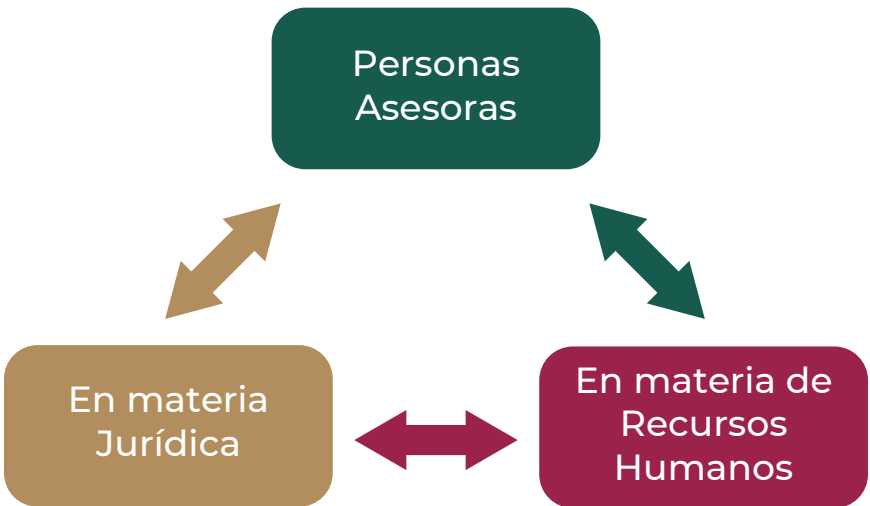 Personas
Asesoras
En materia
Jurídica
En materia de
Recursos
Humanos